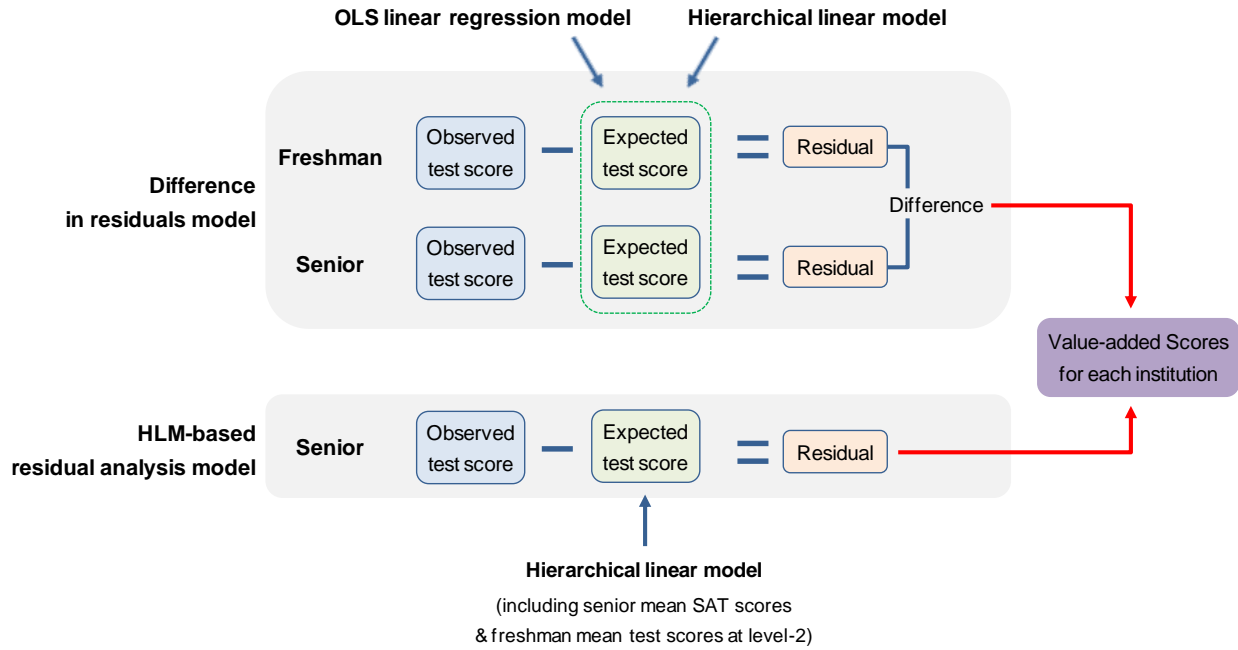 OLS linear regression model
Hierarchical linear model
Difference
in residuals model
Freshman
Observed
test score
Expected
test score
Residual
Difference
Senior
Observed
test score
Expected
test score
Residual
Value-added Scores
for each institution
HLM-based
residual analysis model
Senior
Observed
test score
Expected
test score
Residual
Hierarchical linear model
(including senior mean SAT scores
& freshman mean test scores at level-2)